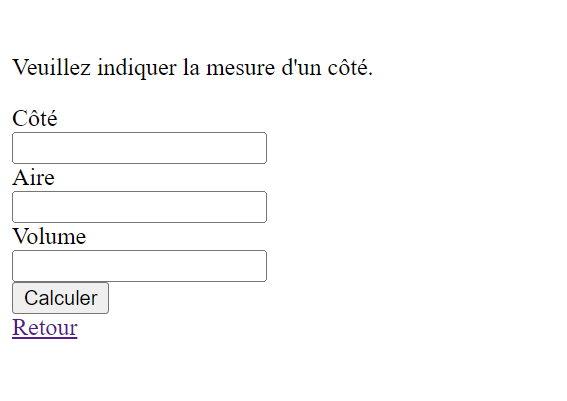 Veuillez indiquer la mesure d'un côté.
Côté
Aire
Volume
Calculer
Retour